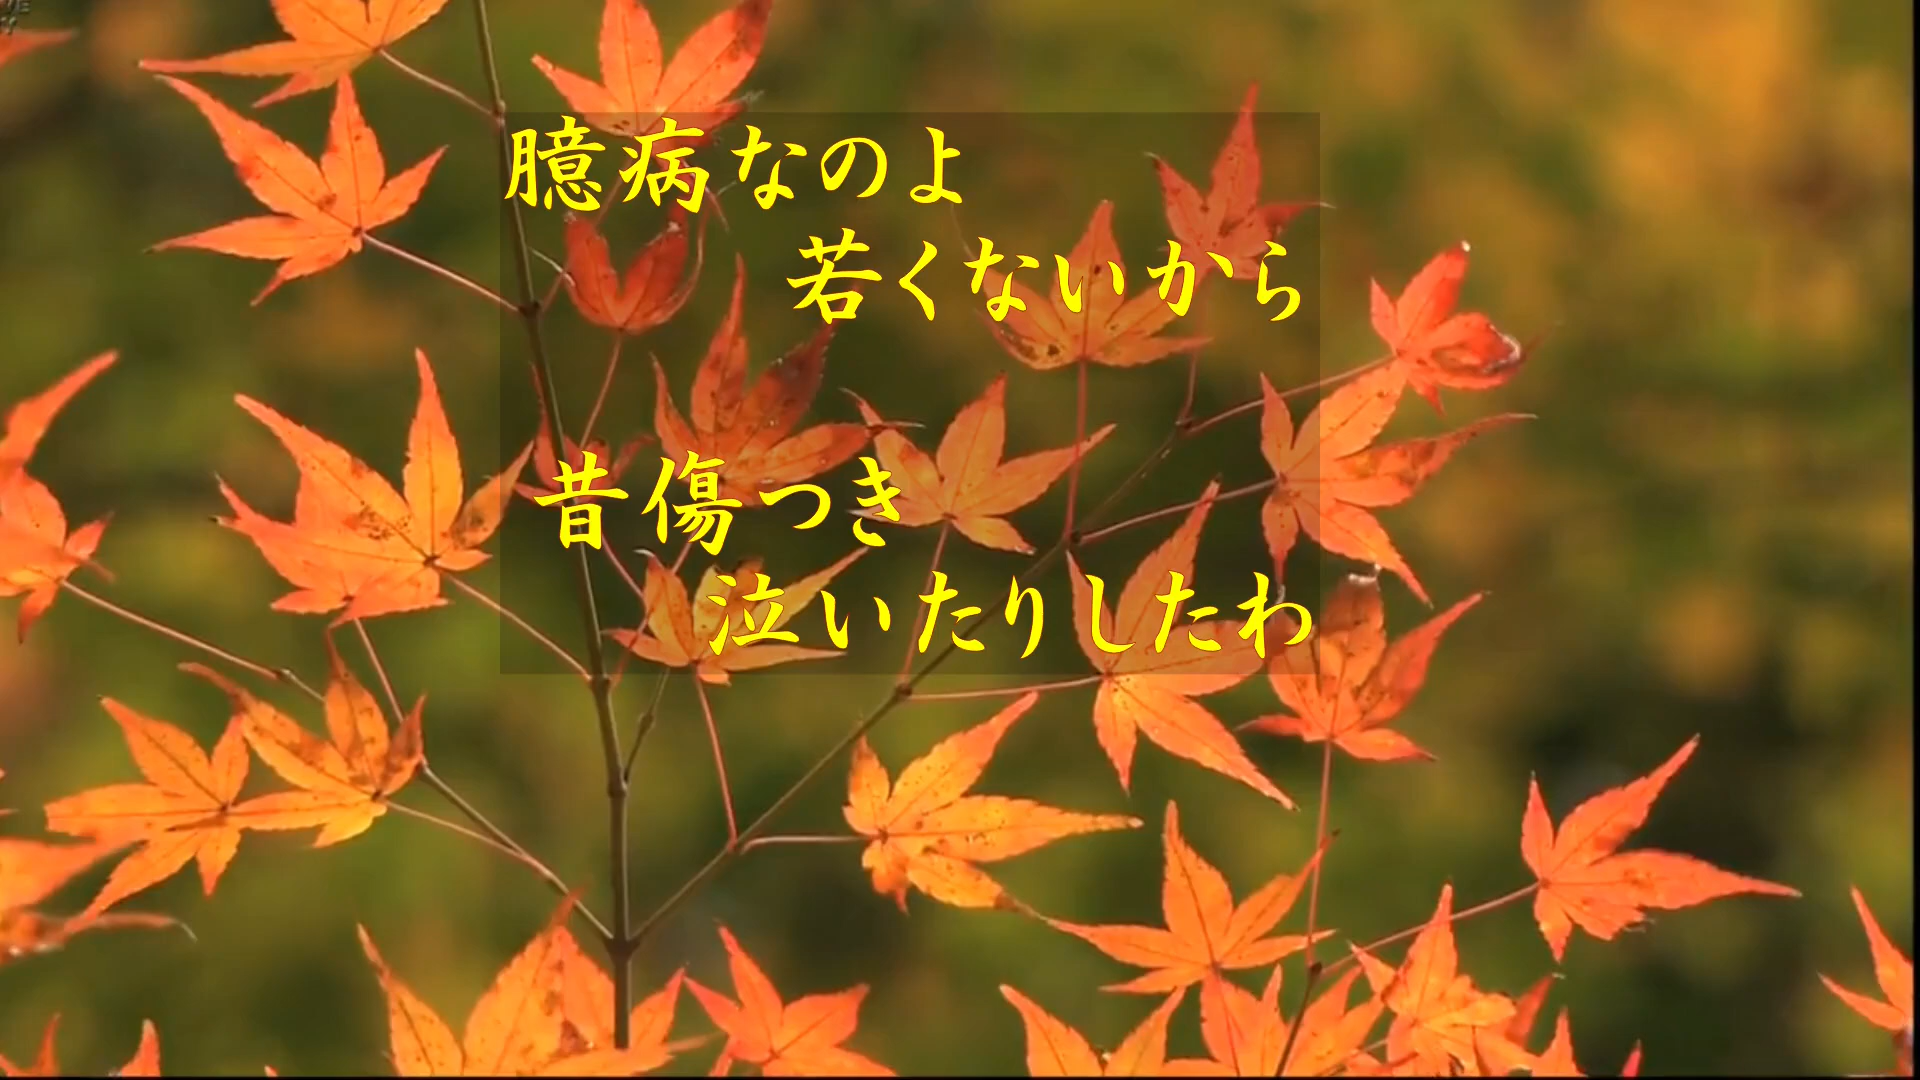 臆病なのよ
若くないから
昔傷つき
泣いたりしたわ